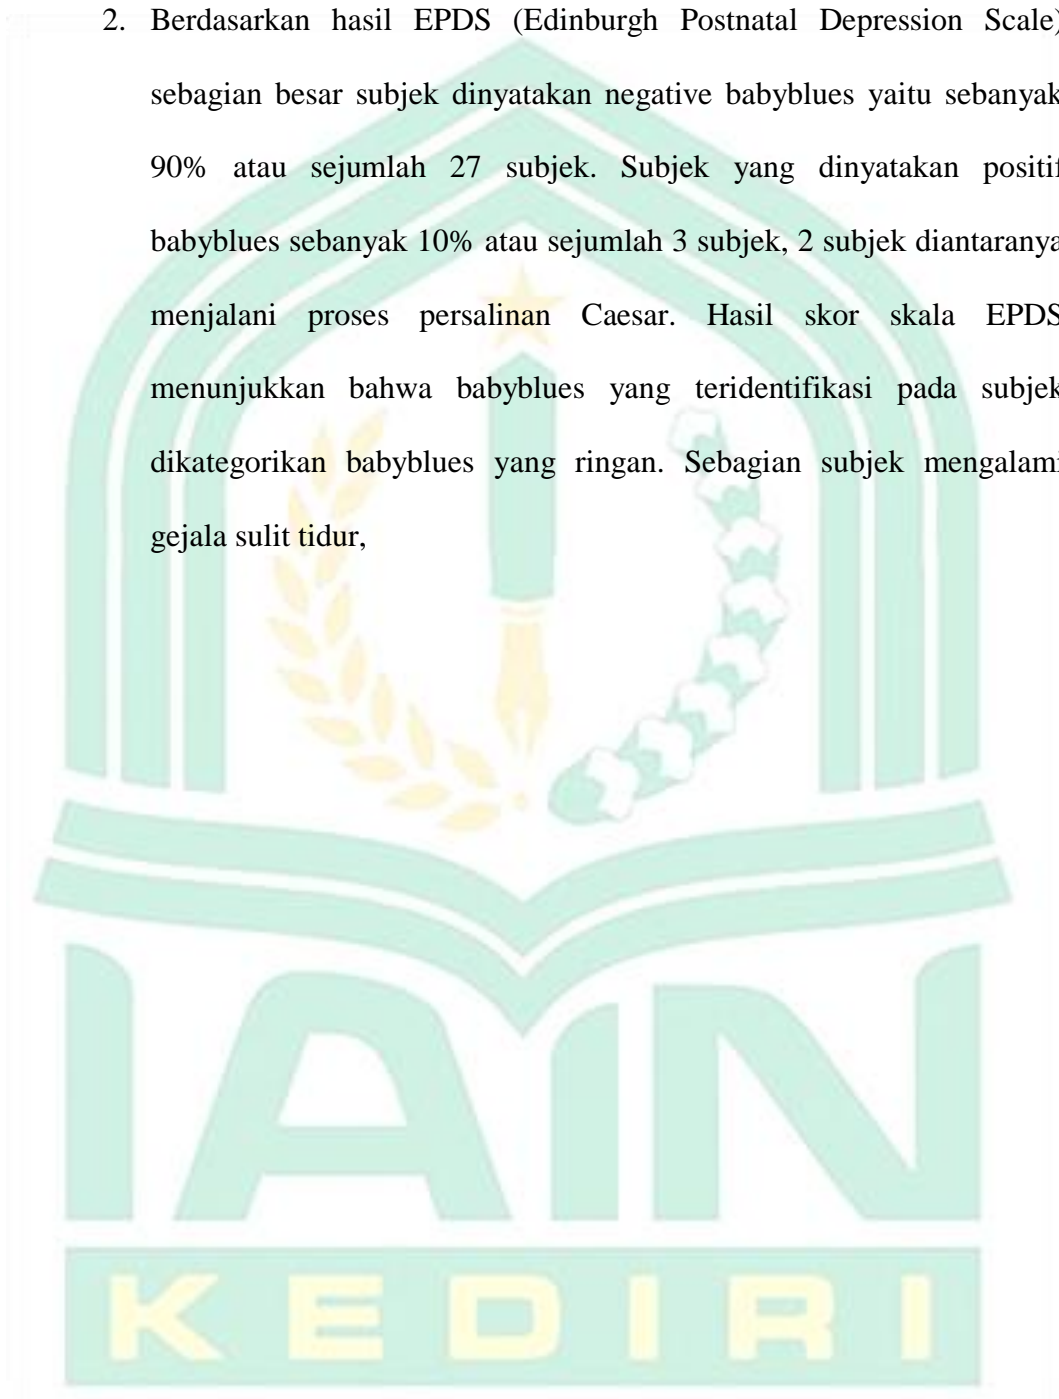 2. Berdasarkan hasil EPDS (Edinburgh Postnatal Depression Scale)
sebagian besar subjek dinyatakan negative babyblues yaitu sebanyak
90% atau sejumlah 27 subjek. Subjek yang dinyatakan positif
babyblues sebanyak 10% atau sejumlah 3 subjek, 2 subjek diantaranya
menjalani proses persalinan Caesar. Hasil skor skala EPDS
menunjukkan bahwa babyblues yang teridentifikasi pada subjek
dikategorikan babyblues yang ringan. Sebagian subjek mengalami
gejala sulit tidur,
IAIN
KEDIRI